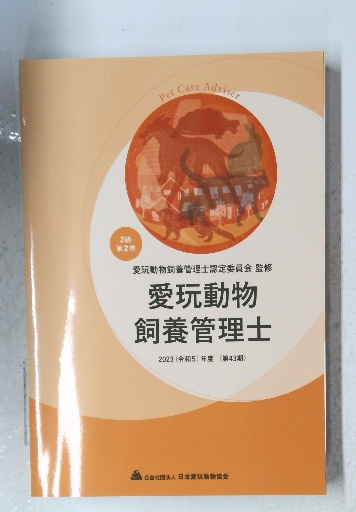 Pet Care Adviser
2級
第2巻
愛玩動物飼養管理士認定委員会 監修
愛玩動物
飼養管理士
2023(令和5)年度 (第43期)
公益社団法人 日本愛玩動物協会